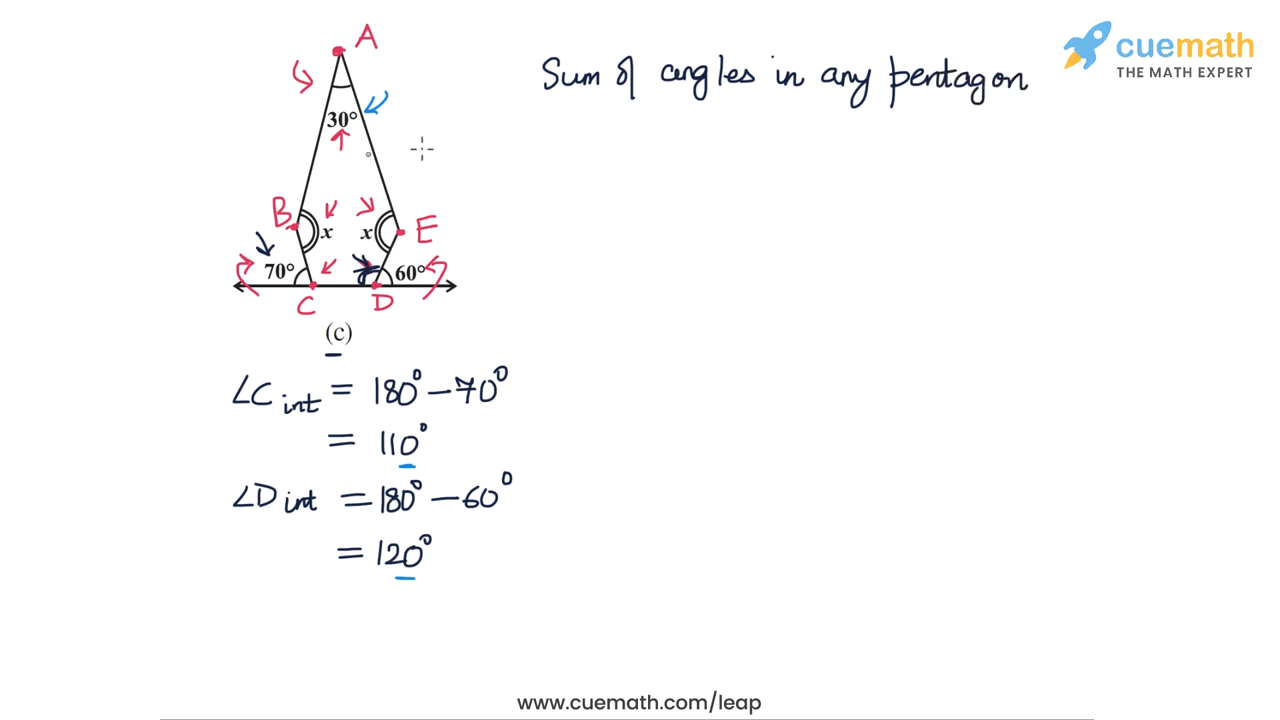 cuemath
THE MATH EXPERT
Sum of angles in any pentagon
A
30°
B
x
x
E
70°
60°
C
D
(c)
∠C int = 180° − 70°
= 110°
∠D int = 180° − 60°
= 120°
www.cuemath.com/leap